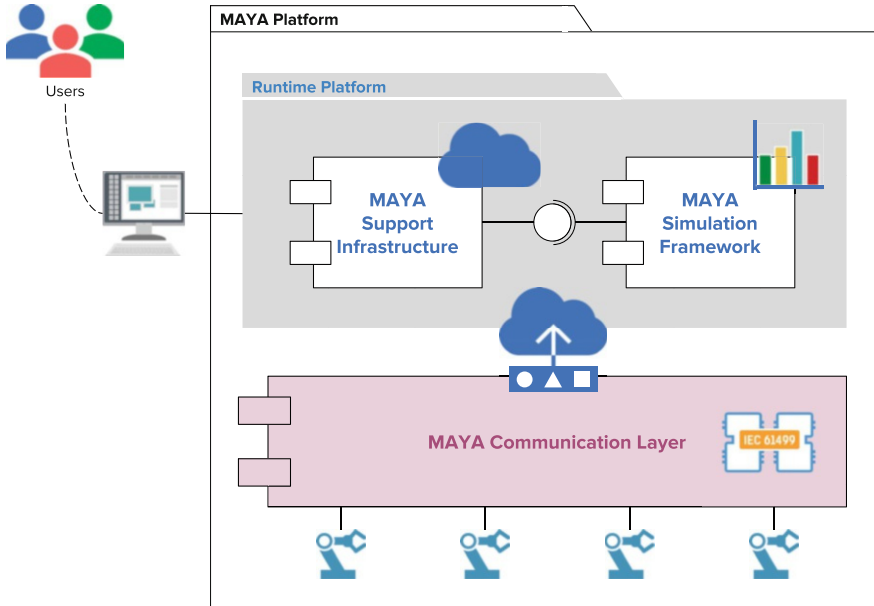 MAYA Platform
Users
Runtime Platform
MAYA
Support
Infrastructure
MAYA
Simulation
Framework
MAYA Communication Layer
IEC 61499